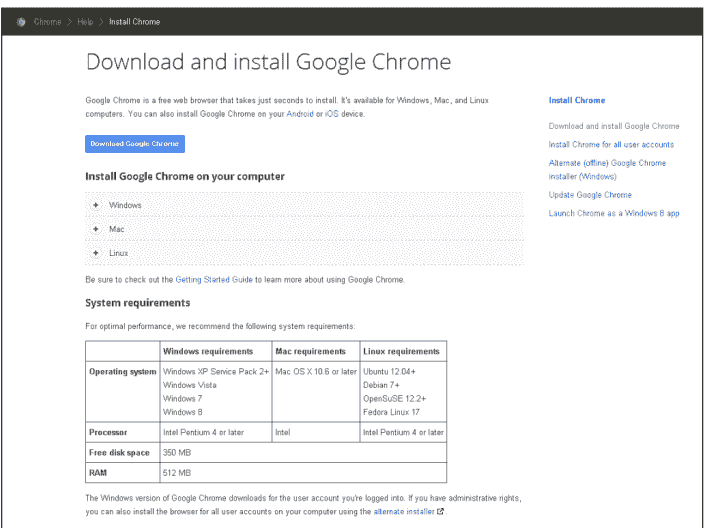 Chrome > Help > Install Chrome
Download and install Google Chrome
Google Chrome is a free web browser that takes just seconds to install. It's available for Windows, Mac, and Linux
computers. You can also install Google Chrome on your Android or iOS device.
Download Google Chrome
Install Google Chrome on your computer
+ Windows
+ Mac
+ Linux
Be sure to check out the Getting Started Guide to learn more about using Google Chrome.
System requirements
For optimal performance, we recommend the following system requirements:
Windows requirements Mac requirements Linux requirements
Operating system Windows XP Service Pack 2+ Mac OS X 10.6 or later Ubuntu 12.04+
Windows Vista Debian 7+
Windows 7 OpenSuSE 12.2+
Windows 8 Fedora Linux 17
Processor Intel Pentium 4 or later Intel Intel Pentium 4 or later
Free disk space 350 MB
RAM 512 MB
The Windows version of Google Chrome downloads for the user account you're logged into. If you have administrative rights,
you can also install the browser for all user accounts on your computer using the alternate installer.
Install Chrome
Download and install Google Chrome
Install Chrome for all user accounts
Alternate (offline) Google Chrome
installer (Windows)
Update Google Chrome
Launch Chrome as a Windows 8 app